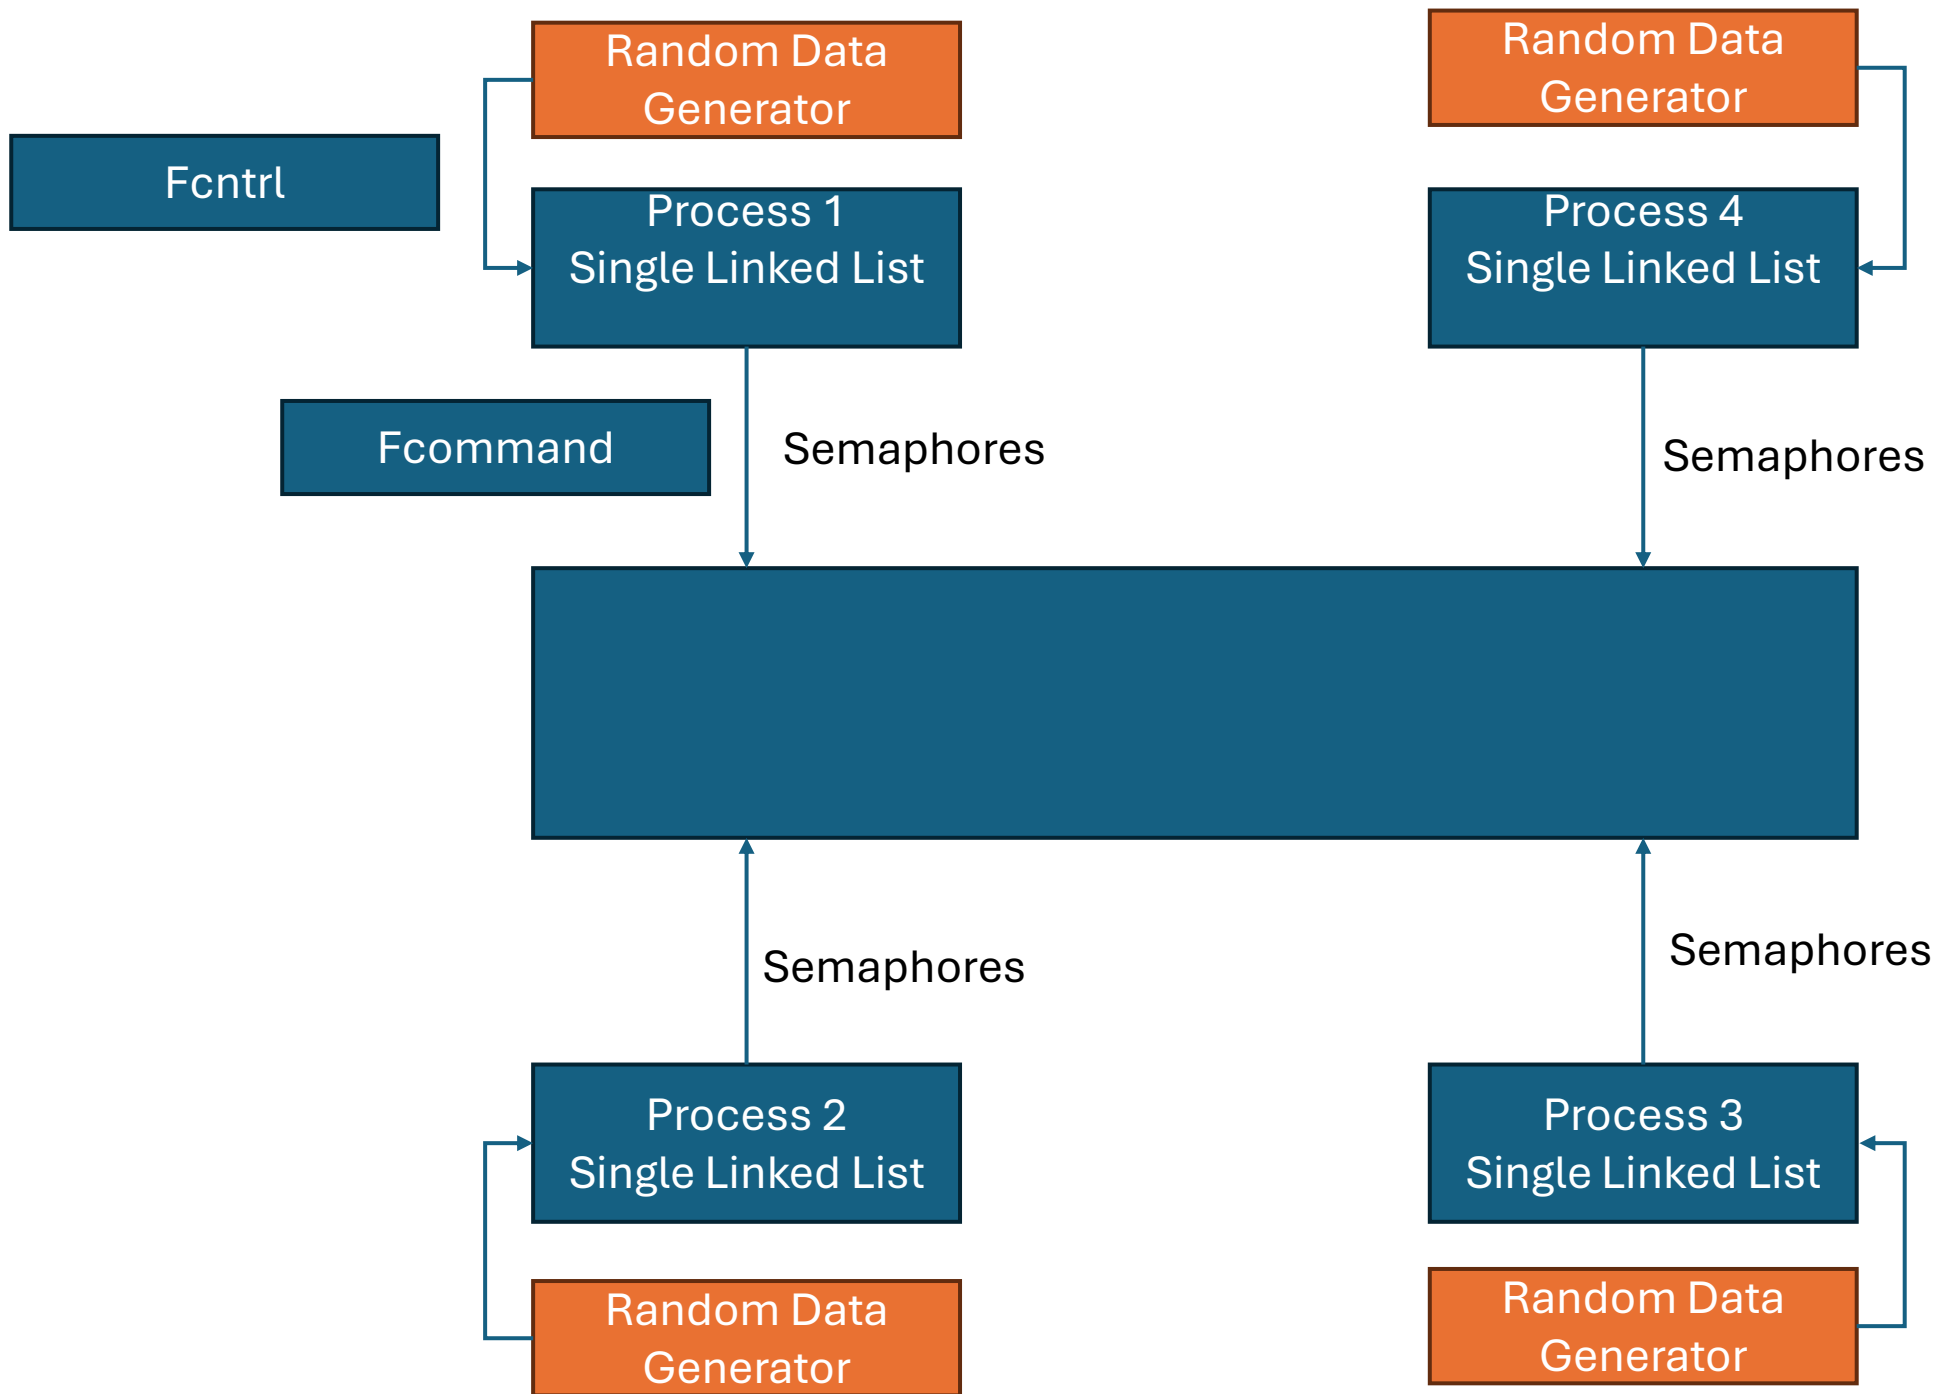 Random Data
Generator
Random Data
Generator
Fcntrl
Process 1
Single Linked List
Process 4
Single Linked List
Fcommand
Semaphores
Semaphores
Semaphores
Semaphores
Process 2
Single Linked List
Process 3
Single Linked List
Random Data
Generator
Random Data
Generator